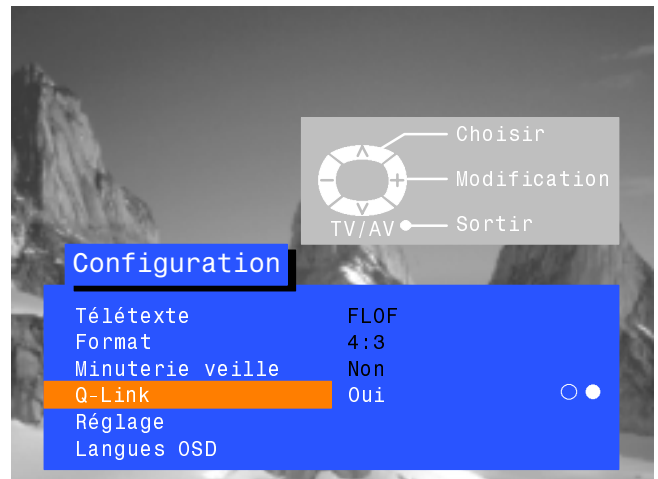 Choisir
Modification
TV/AV Sortir
Configuration
Télétexte FLOF
Format 4:3
Minuterie veille Non
Q-Link Oui
Réglage
Langues OSD